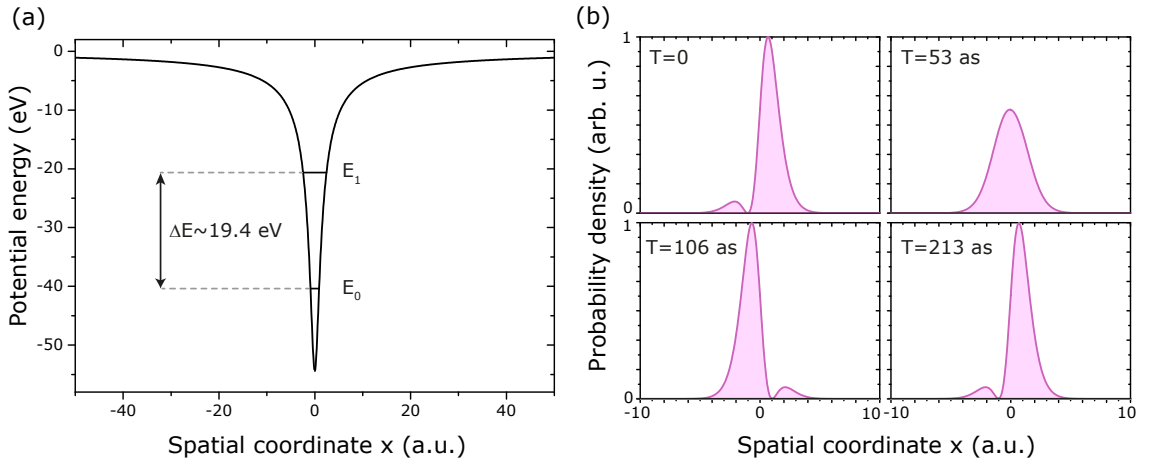 (a)
0
-10
-20
-30
-40
-50
Potential energy (eV)
E₁
ΔE~19.4 eV
E₀
-40
-20
0
20
40
Spatial coordinate x (a.u.)
(b)
Probability density (arb. u.)
1
0
T=0
T=53 as
1
0
T=106 as
T=213 as
-10
0
10
-10
0
10
Spatial coordinate x (a.u.)